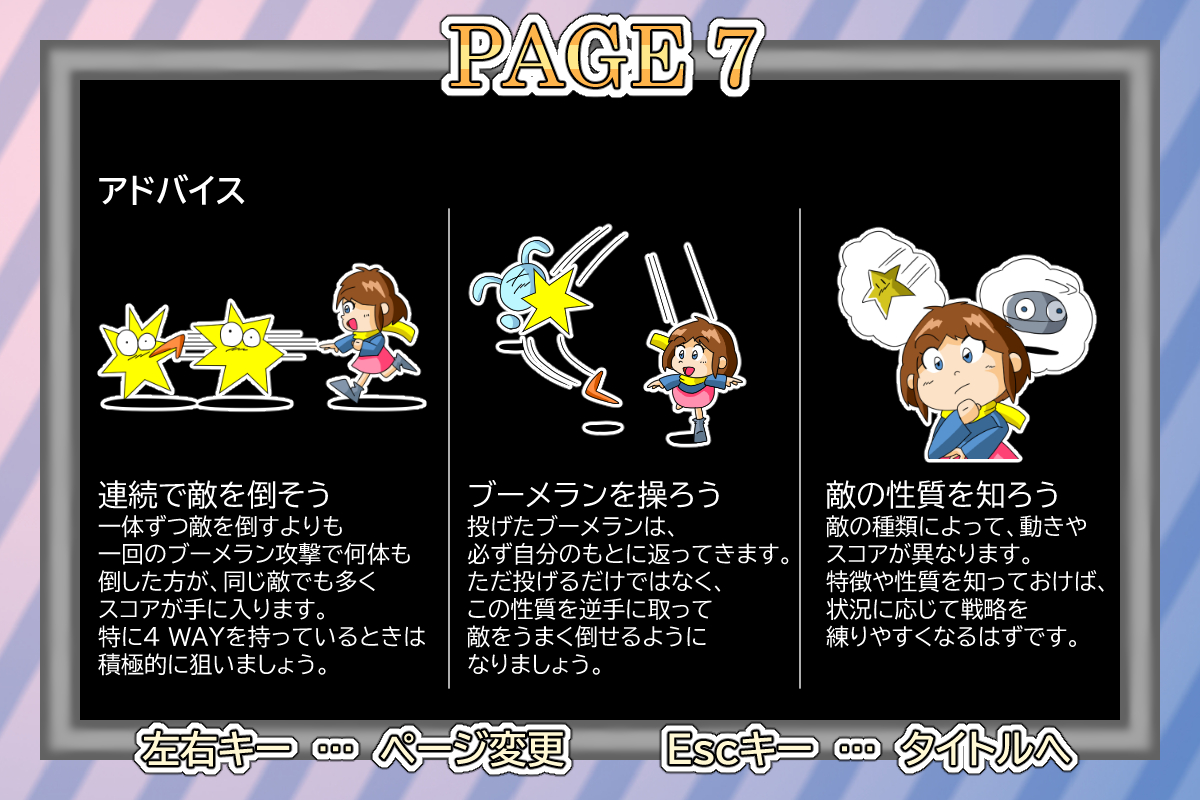 PAGE 7
アドバイス
連続で敵を倒そう
一体ずつ敵を倒すよりも
一回のブーメラン攻撃で何体も
倒した方が、同じ敵でも多く
スコアが手に入ります。
特に4 WAYを持っているときは
積極的に狙いましょう。
ブーメランを操ろう
投げたブーメランは、
必ず自分のもとに返ってきます。
ただ投げるだけではなく、
この性質を逆手に取って
敵をうまく倒せるように
なりましょう。
敵の性質を知ろう
敵の種類によって、動きや
スコアが異なります。
特徴や性質を知っておけば、
状況に応じて戦略を
練りやすくなるはずです。
左右キー … ページ変更
Escキー … タイトルへ